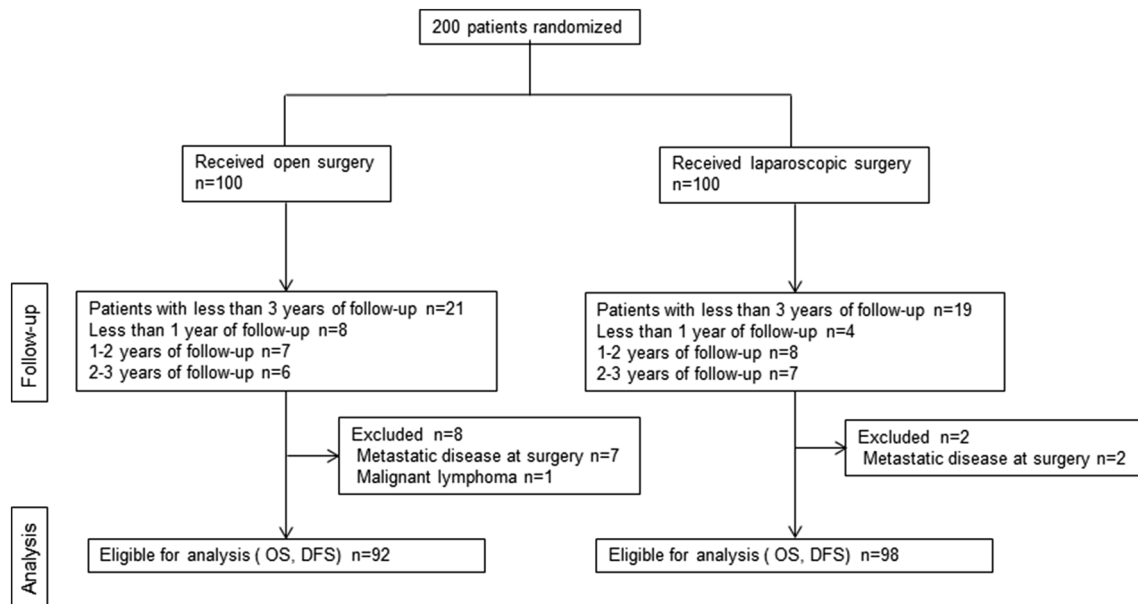 200 patients randomized
Received open surgery
n=100
Received laparoscopic surgery
n=100
Follow-up
Patients with less than 3 years of follow-up n=21
Less than 1 year of follow-up n=8
1-2 years of follow-up n=7
2-3 years of follow-up n=6
Patients with less than 3 years of follow-up n=19
Less than 1 year of follow-up n=4
1-2 years of follow-up n=8
2-3 years of follow-up n=7
Excluded n=8
Metastatic disease at surgery n=7
Malignant lymphoma n=1
Excluded n=2
Metastatic disease at surgery n=2
Analysis
Eligible for analysis ( OS, DFS) n=92
Eligible for analysis ( OS, DFS) n=98